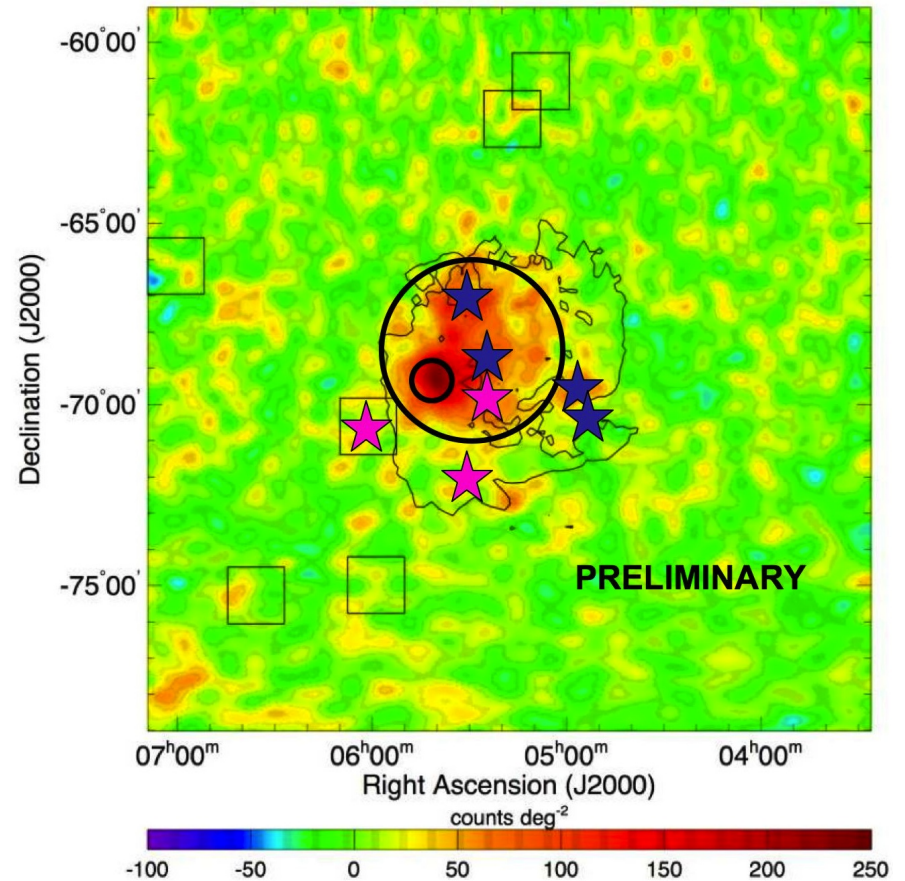 -60°00'
-65°00'
-70°00'
-75°00'
Declination (J2000)
PRELIMINARY
07h00m 06h00m 05h00m 04h00m
Right Ascension (J2000)
counts deg-2
-100 -50 0 50 100 150 200 250